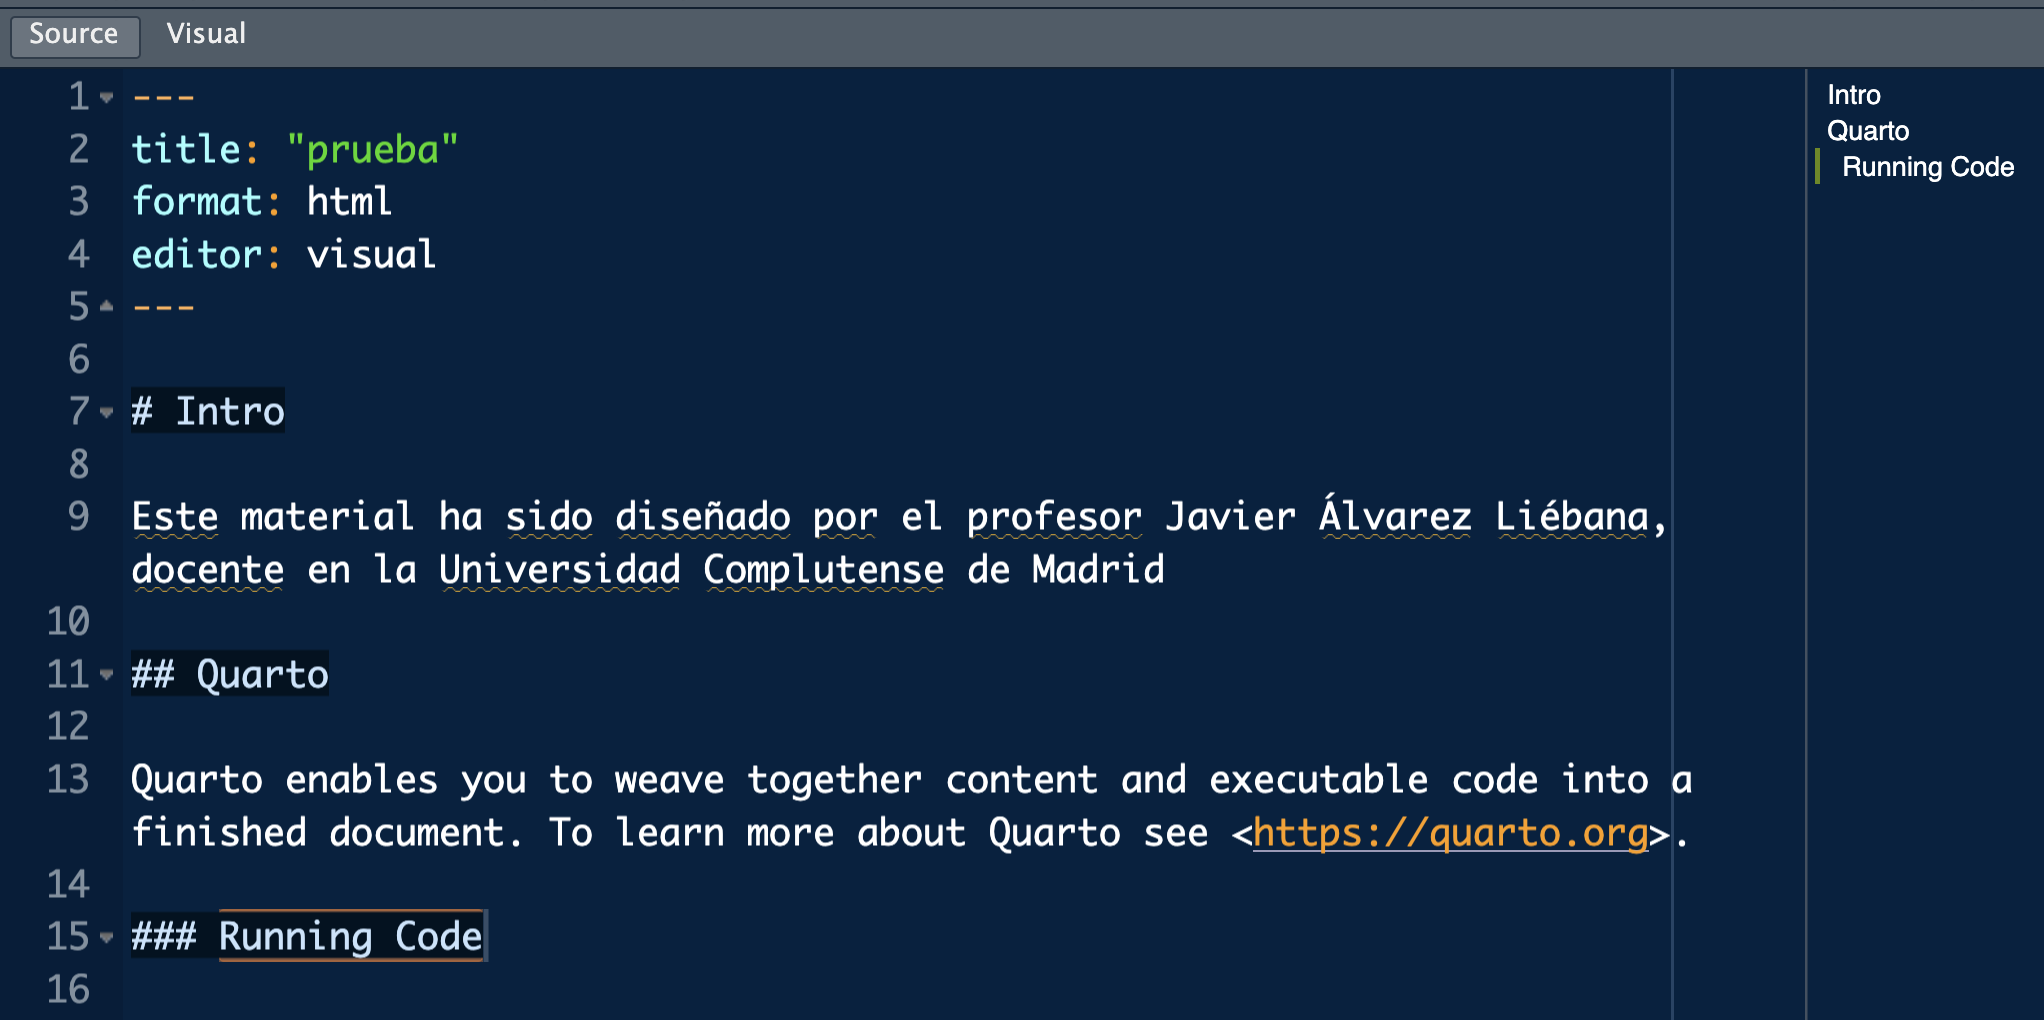 Source Visual
1 ---
2 title: "prueba"
3 format: html
4 editor: visual
5 ---
6
7 # Intro
8
9 Este material ha sido diseñado por el profesor Javier Álvarez Liébana,
docente en la Universidad Complutense de Madrid
10
11 ## Quarto
12
13 Quarto enables you to weave together content and executable code into a
finished document. To learn more about Quarto see <https://quarto.org>.
14
15 ### Running Code
16
Intro
Quarto
Running Code